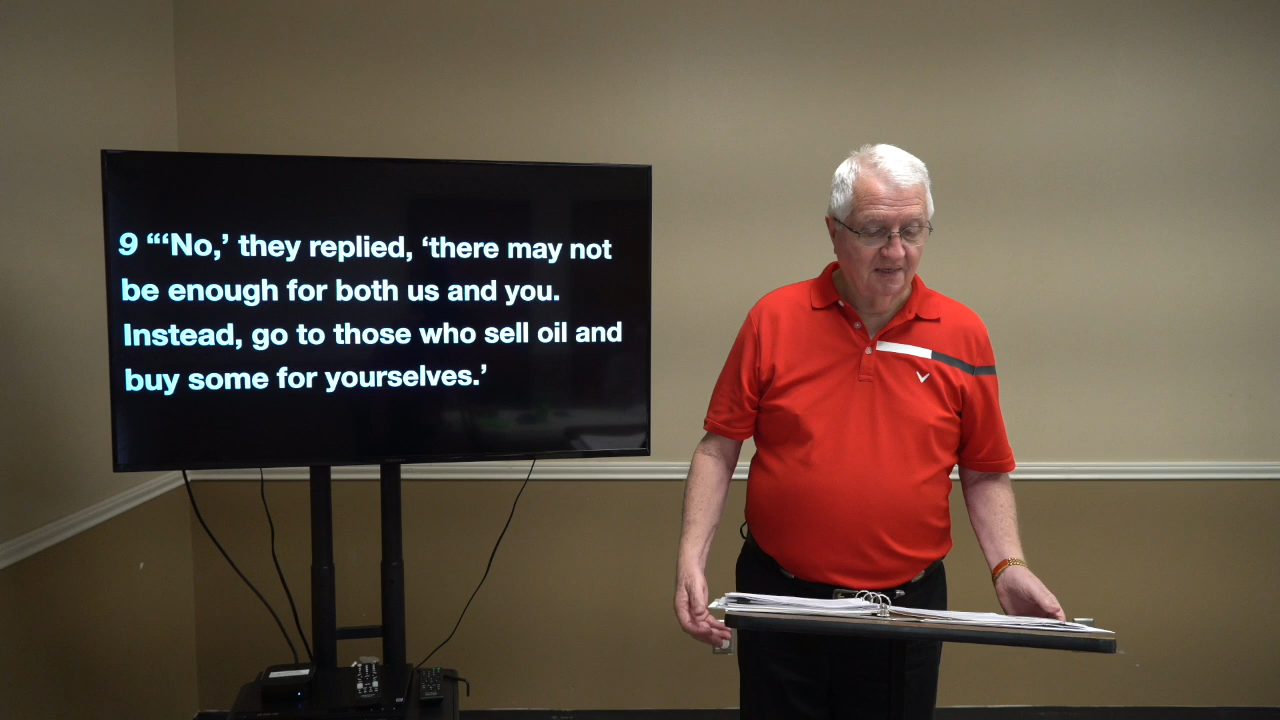 9 “‘No,’ they replied, ‘there may not
be enough for both us and you.
Instead, go to those who sell oil and
buy some for yourselves.’